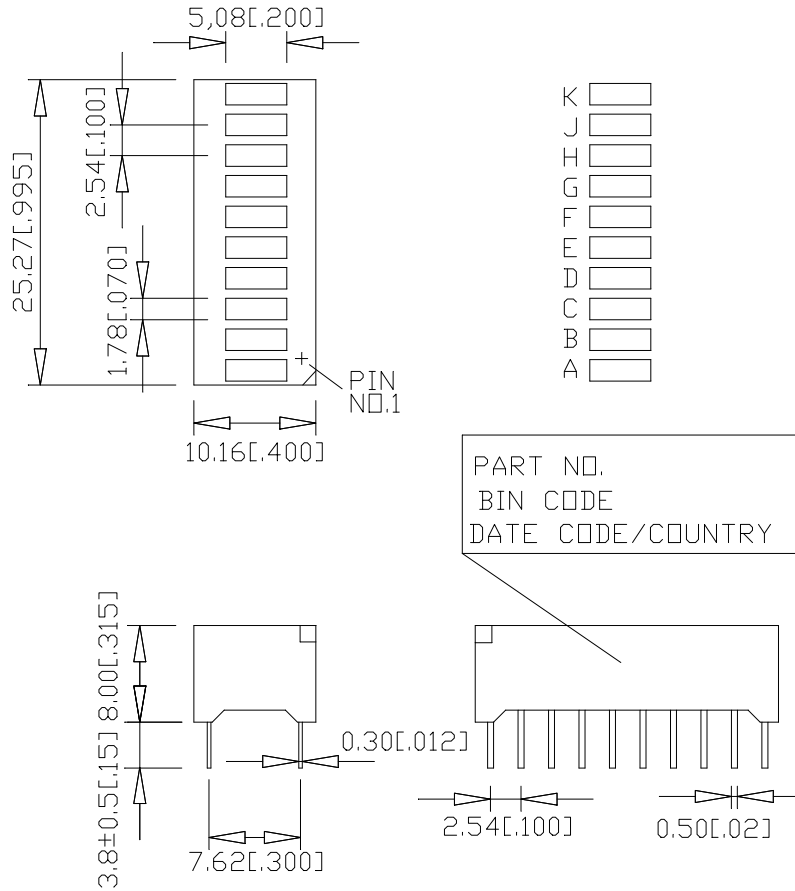 5,08[.200]
25.27[.995]
2.54[.100]
1.78[.070]
PIN
NO.1
10.16[.400]
K
J
H
G
F
E
D
C
B
A
PART NO.
BIN CODE
DATE CODE/COUNTRY
8.00[.315]
3.8±0.5[.15]
0.30[.012]
7.62[.300]
2.54[.100]
0.50[.02]